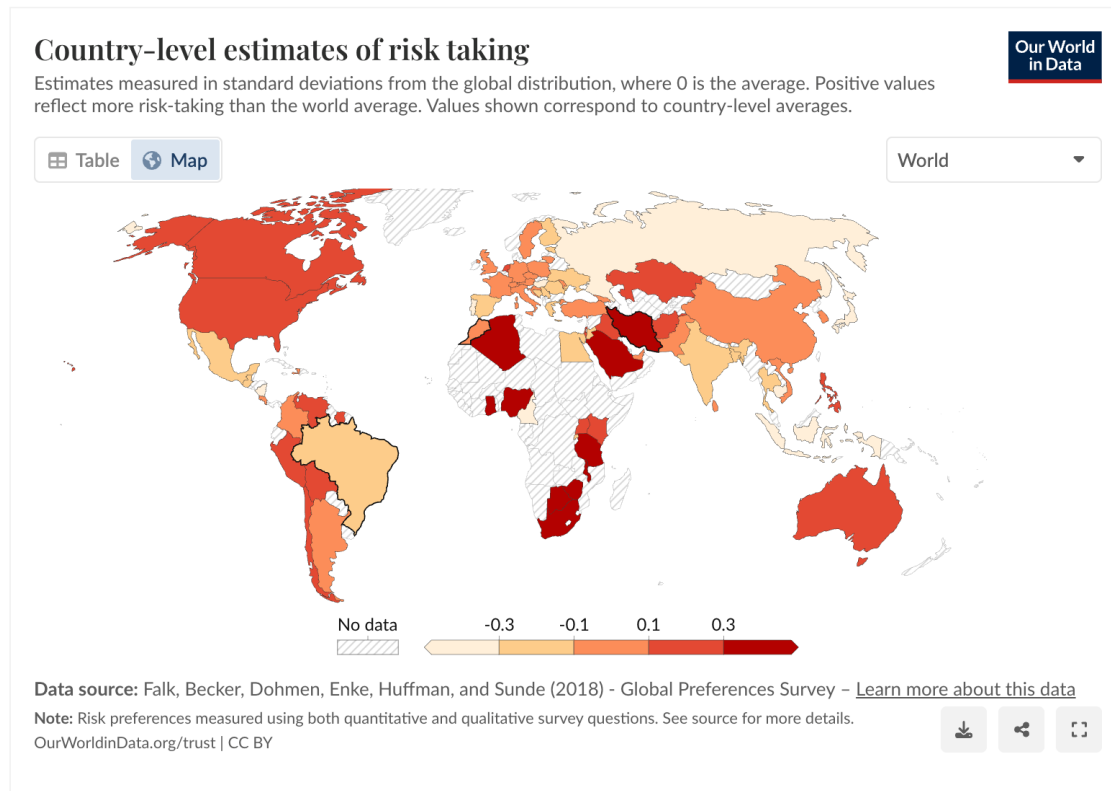 Country-level estimates of risk taking
Our World
in Data
Estimates measured in standard deviations from the global distribution, where 0 is the average. Positive values
reflect more risk-taking than the world average. Values shown correspond to country-level averages.
Table
Map
World
No data
-0.3
-0.1
0.1
0.3
Data source: Falk, Becker, Dohmen, Enke, Huffman, and Sunde (2018) - Global Preferences Survey – Learn more about this data
Note: Risk preferences measured using both quantitative and qualitative survey questions. See source for more details.
OurWorldinData.org/trust | CC BY